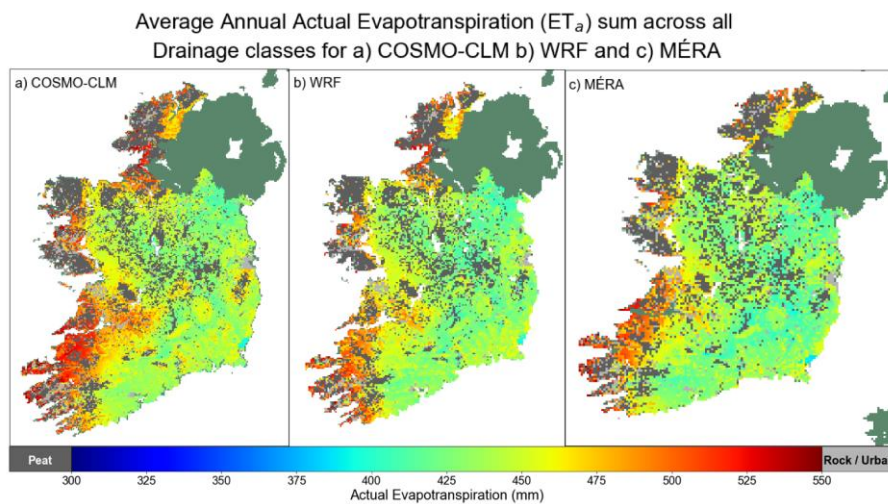 Average Annual Actual Evapotranspiration (ETa) sum across all
Drainage classes for a) COSMO-CLM b) WRF and c) MÉRA
a) COSMO-CLM
b) WRF
c) MÉRA
Peat
Rock / Urba
300 325 350 375 400 425 450 475 500 525 550
Actual Evapotranspiration (mm)